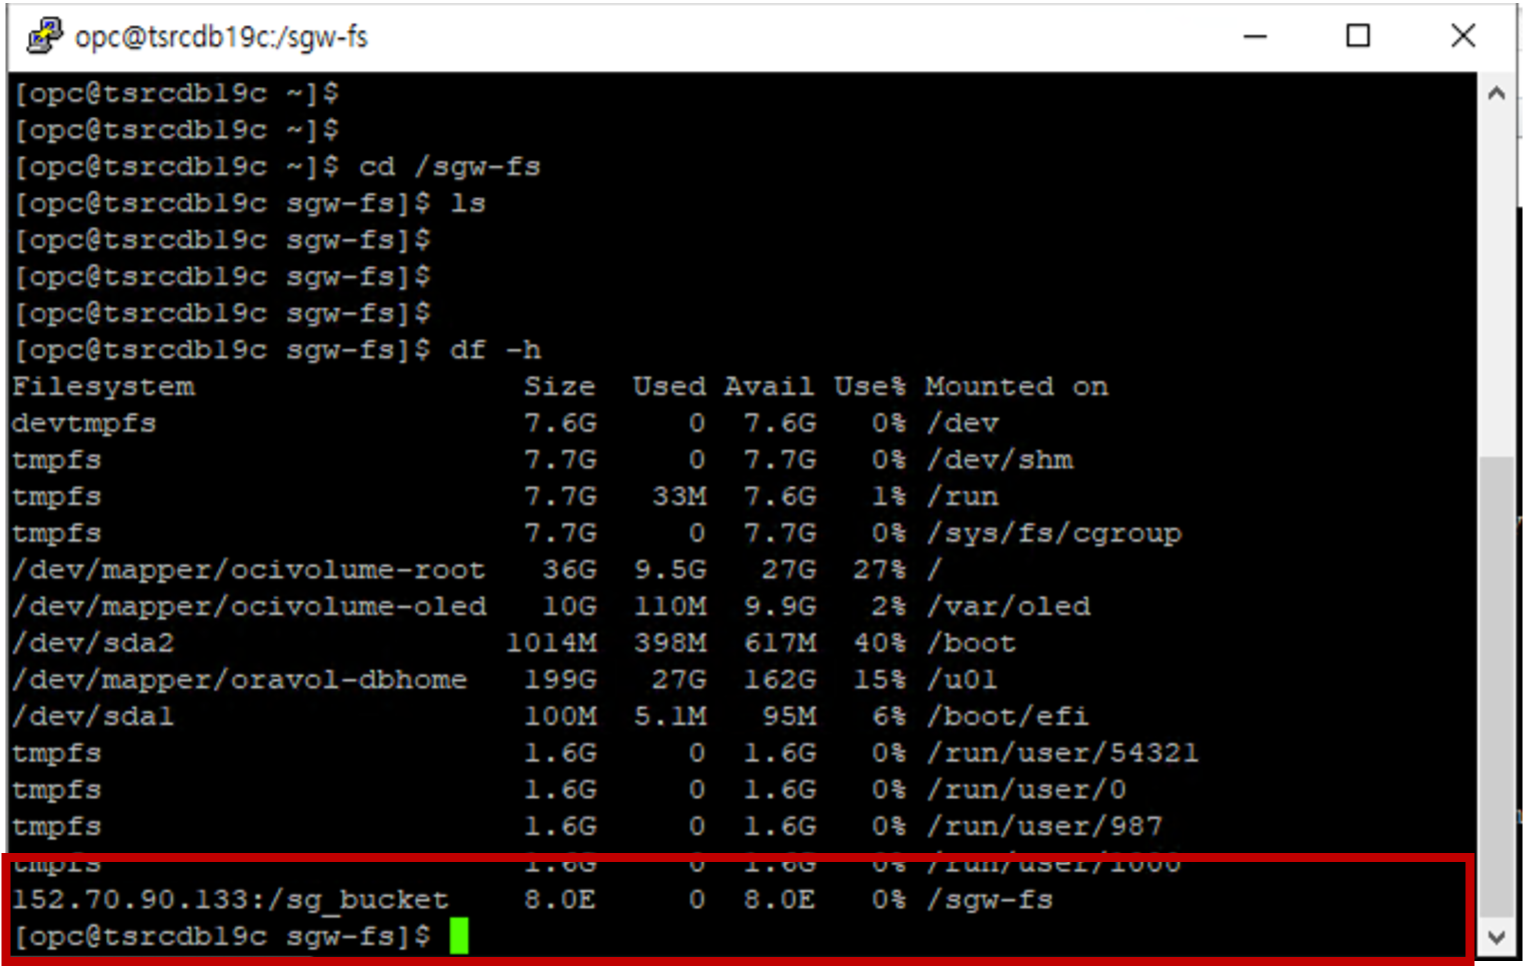 opc@tsrcdb19c:/sgw-fs
[opc@tsrcdb19c ~]$
[opc@tsrcdb19c ~]$
[opc@tsrcdb19c ~]$ cd /sgw-fs
[opc@tsrcdb19c sgw-fs]$ ls
[opc@tsrcdb19c sgw-fs]$
[opc@tsrcdb19c sgw-fs]$
[opc@tsrcdb19c sgw-fs]$
[opc@tsrcdb19c sgw-fs]$ df -h
Filesystem Size Used Avail Use% Mounted on
devtmpfs 7.6G 0 7.6G 0% /dev
tmpfs 7.7G 0 7.7G 0% /dev/shm
tmpfs 7.7G 33M 7.6G 1% /run
tmpfs 7.7G 0 7.7G 0% /sys/fs/cgroup
/dev/mapper/ocivolume-root 36G 9.5G 27G 27% /
/dev/mapper/ocivolume-oled 10G 110M 9.9G 2% /var/oled
/dev/sda2 1014M 398M 617M 40% /boot
/dev/mapper/oravol-dbhome 199G 27G 162G 15% /u01
/dev/sda1 100M 5.1M 95M 6% /boot/efi
tmpfs 1.6G 0 1.6G 0% /run/user/54321
tmpfs 1.6G 0 1.6G 0% /run/user/0
tmpfs 1.6G 0 1.6G 0% /run/user/987
tmpfs 1.6G 0 1.6G 0% /run/user/1000
152.70.90.133:/sg_bucket 8.0E 0 8.0E 0% /sgw-fs
[opc@tsrcdb19c sgw-fs]$